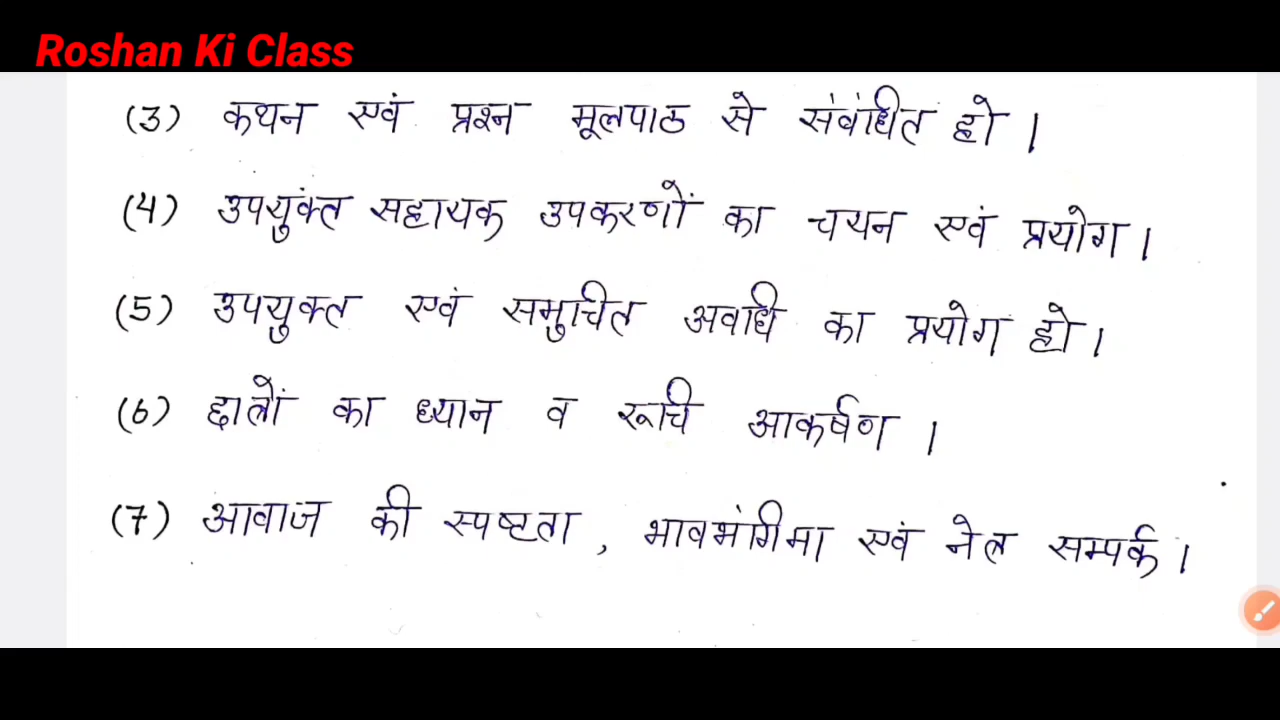 Roshan Ki Class
(3) कथन एवं प्रश्न मूलपाठ से संबंधित हो।
(4) उपयुक्त सहायक उपकरणों का चयन एवं प्रयोग।
(5) उपयुक्त एवं समुचित अवधि का प्रयोग हो।
(6) छात्रों का ध्यान व रूचि आकर्षण।
(7) आवाज की स्पष्टता, भावभंगिमा एवं नेत्र सम्पर्क।